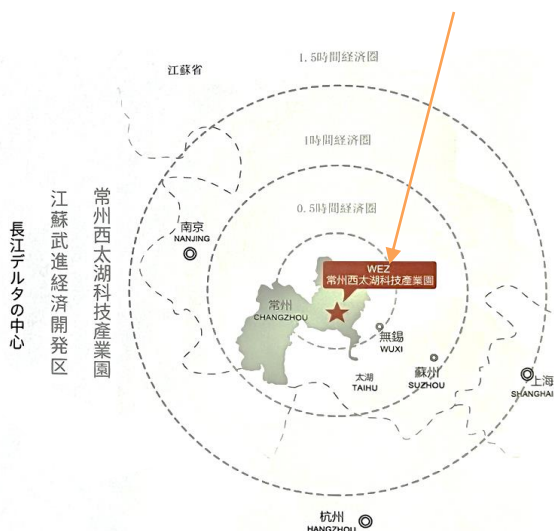 長江デルタの中心
江蘇武進経済開発区
常州西太湖科技產業園
江蘇省
1.5時間経済圏
1時間経済圏
0.5時間経済圏
南京
NANJING
WEZ
常州西太湖科技產業園
常州
CHANGZHOU
無錫
WUXI
太湖
TAIHU
蘇州
SUZHOU
上海
SHANGHAI
杭州
HANGZHOU